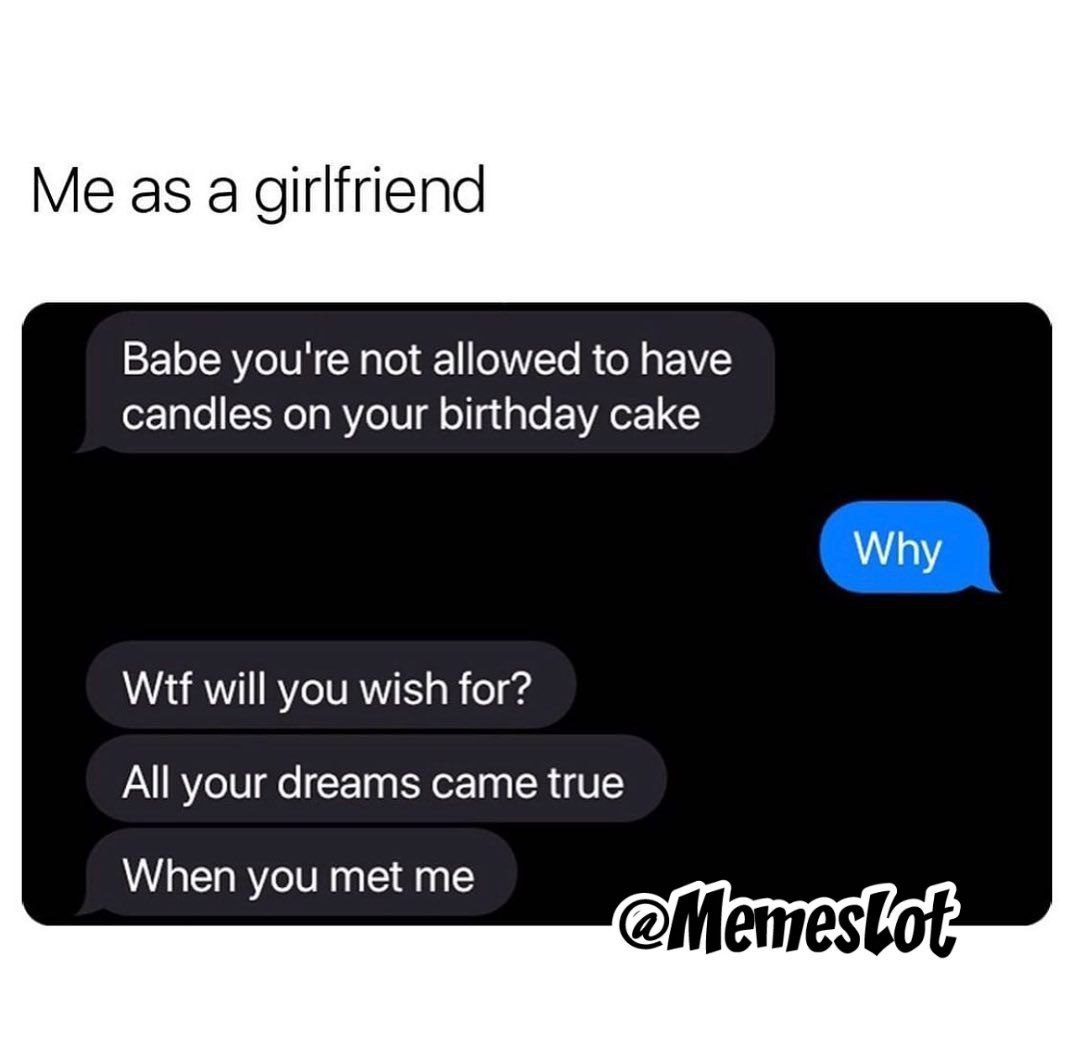 Me as a girlfriend
Babe you're not allowed to have
candles on your birthday cake
Why
Wtf will you wish for?
All your dreams came true
When you met me
@MemesLot